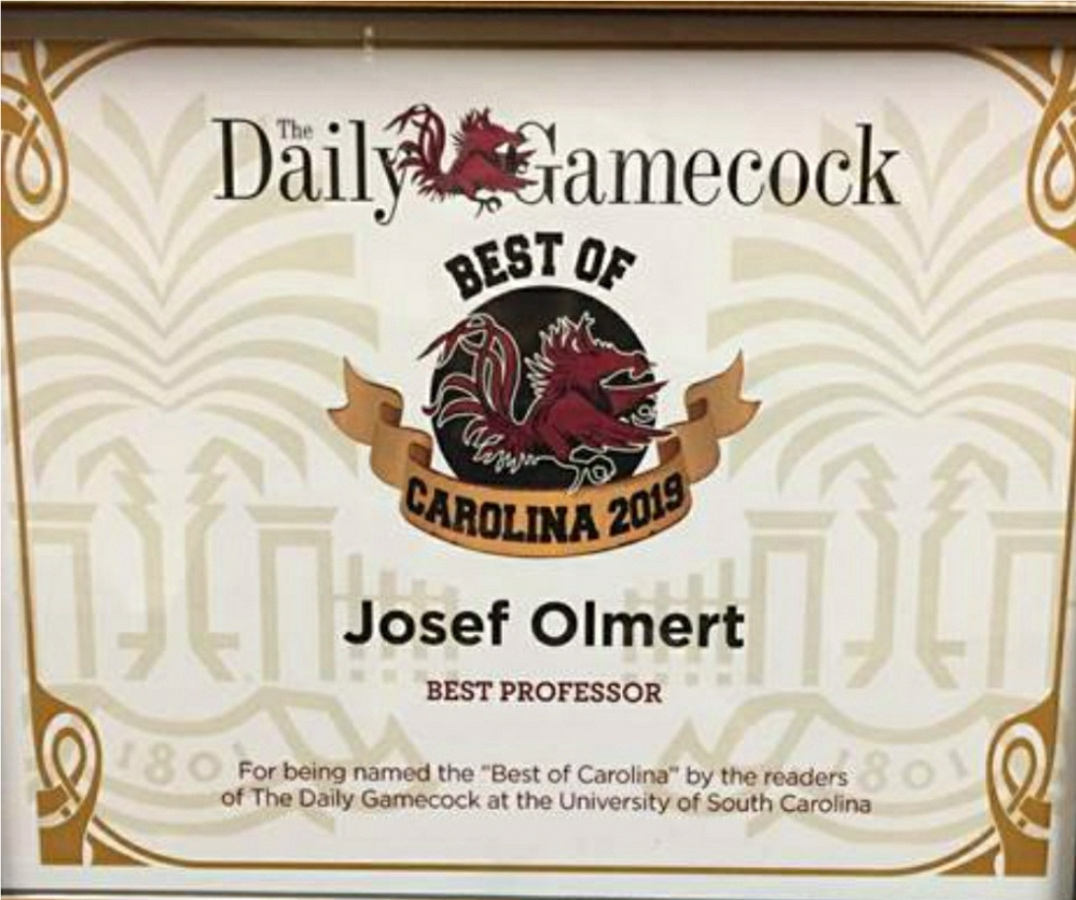 The Daily Gamecock
BEST OF
CAROLINA 2019
Josef Olmert
BEST PROFESSOR
For being named the "Best of Carolina" by the readers
of The Daily Gamecock at the University of South Carolina
1801
1801